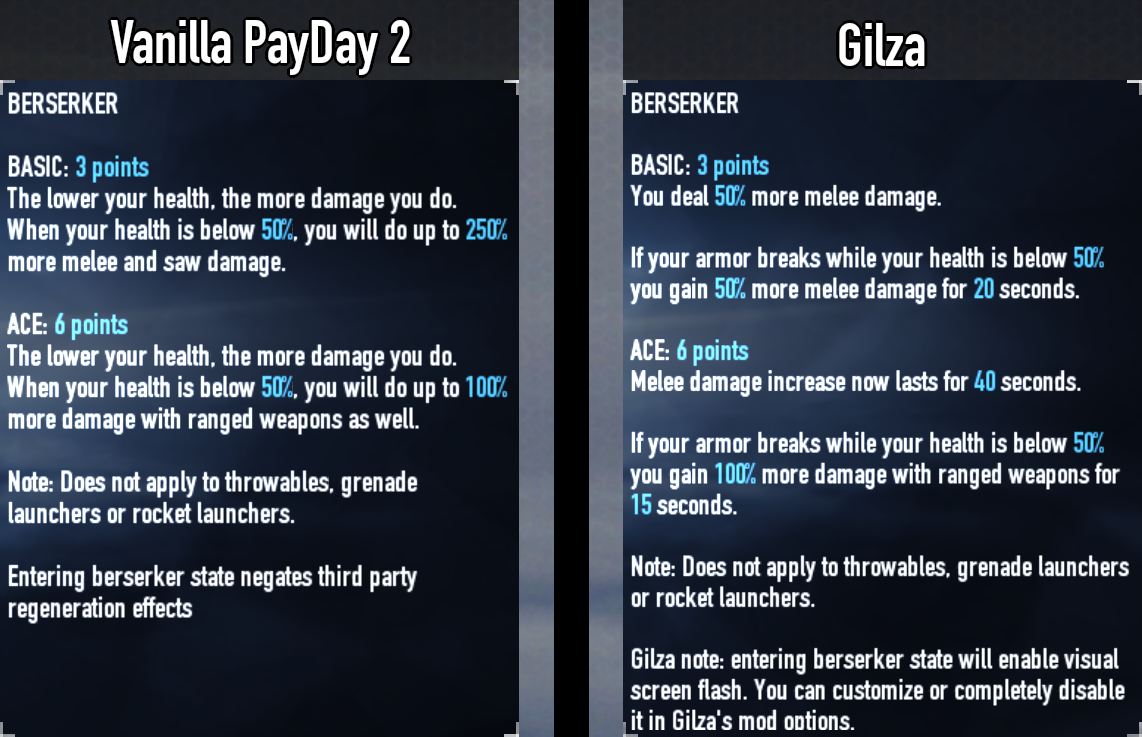 Vanilla PayDay 2
BERSERKER
BASIC: 3 points
The lower your health, the more damage you do.
When your health is below 50%, you will do up to 250%
more melee and saw damage.
ACE: 6 points
The lower your health, the more damage you do.
When your health is below 50%, you will do up to 100%
more damage with ranged weapons as well.
Note: Does not apply to throwables, grenade
launchers or rocket launchers.
Entering berserker state negates third party
regeneration effects
Gilza
BERSERKER
BASIC: 3 points
You deal 50% more melee damage.
If your armor breaks while your health is below 50%
you gain 50% more melee damage for 20 seconds.
ACE: 6 points
Melee damage increase now lasts for 40 seconds.
If your armor breaks while your health is below 50%
you gain 100% more damage with ranged weapons for
15 seconds.
Note: Does not apply to throwables, grenade launchers
or rocket launchers.
Gilza note: entering berserker state will enable visual
screen flash. You can customize or completely disable
it in Gilza's mod options.